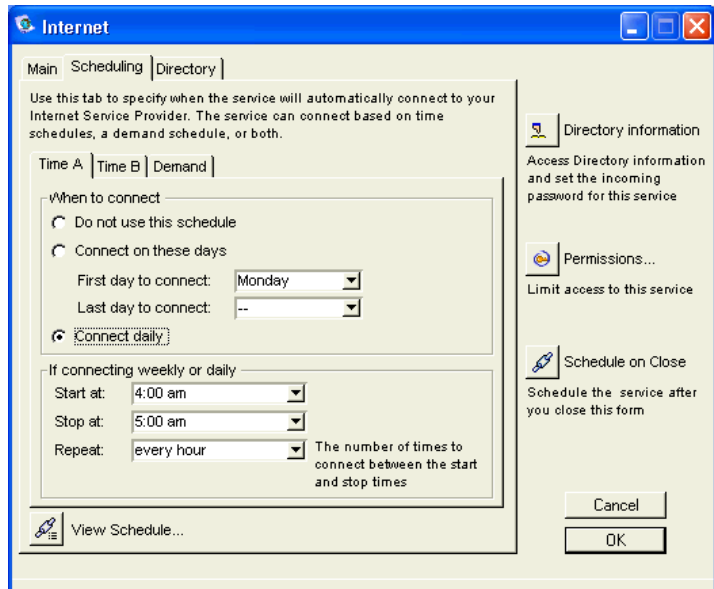 Internet
Main Scheduling Directory
Use this tab to specify when the service will automatically connect to your
Internet Service Provider. The service can connect based on time
schedules, a demand schedule, or both.
Time A Time B Demand
When to connect
Do not use this schedule
Connect on these days
First day to connect: Monday
Last day to connect: --
Connect daily
If connecting weekly or daily
Start at: 4:00 am
Stop at: 5:00 am
Repeat: every hour
The number of times to
connect between the start
and stop times
View Schedule...
Directory information
Access Directory information
and set the incoming
password for this service
Permissions...
Limit access to this service
Schedule on Close
Schedule the service after
you close this form
Cancel
OK